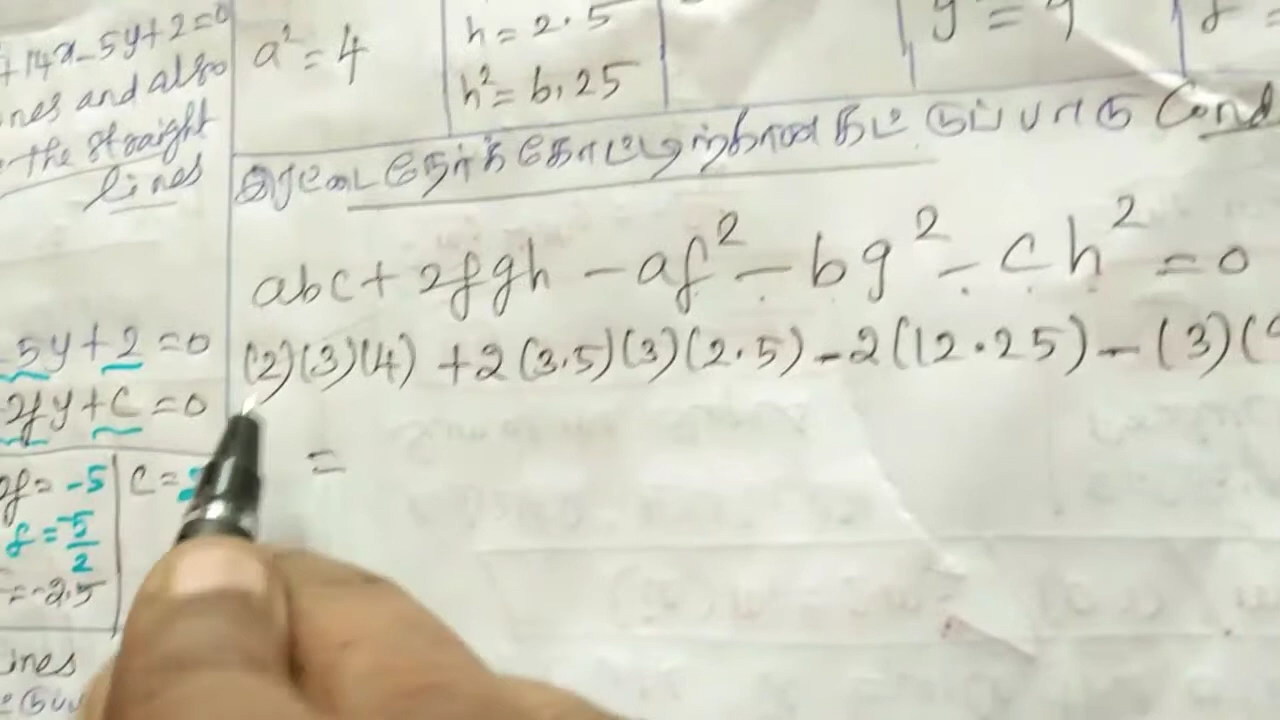 +14x-5y+2=0
nes and also
the straight
lines
5y+2=0
2fy+c=0
2f=-5 c=
f=-5/2
=-2.5
ines
a²=4
h=2.5
h²=6.25
இரட்டை நேர்க்கோட்டிற்கான கட்டுப்பாடு Cond
abc+2fgh-af²-bg²-ch²=0
(2)(3)(4)+2(3.5)(3)(2.5)-2(12.25)-(3)(
=